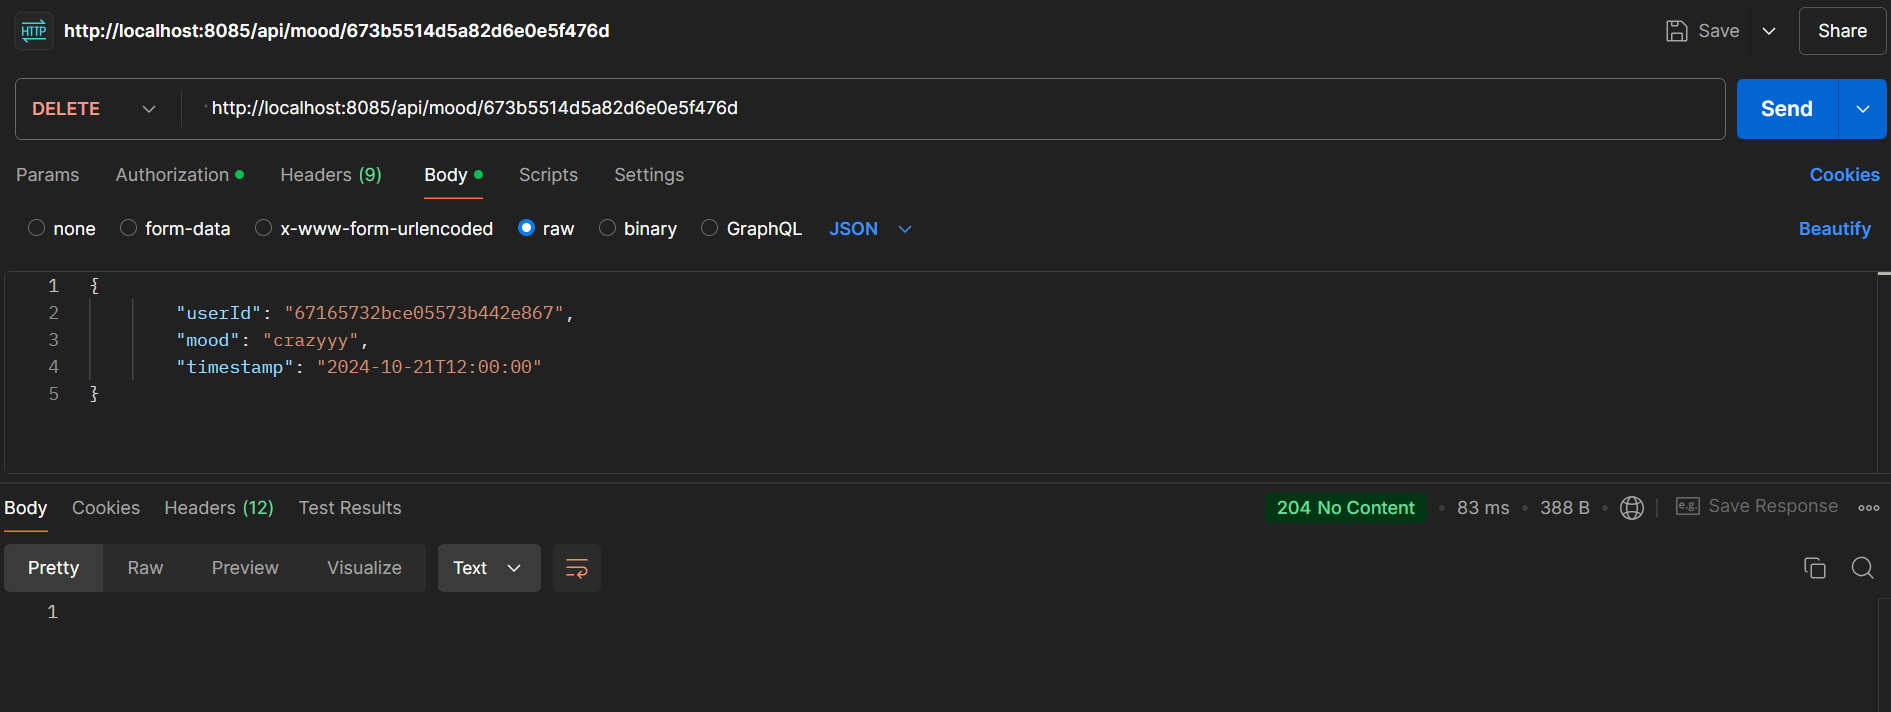 HTTP http://localhost:8085/api/mood/673b5514d5a82d6e0e5f476d Save Share
DELETE http://localhost:8085/api/mood/673b5514d5a82d6e0e5f476d Send
Params Authorization Headers (9) Body Scripts Settings Cookies
none form-data x-www-form-urlencoded raw binary GraphQL JSON Beautify
1 {
2 "userId": "67165732bce05573b442e867",
3 "mood": "crazyyy",
4 "timestamp": "2024-10-21T12:00:00"
5 }
Body Cookies Headers (12) Test Results 204 No Content 83 ms 388 B e.g. Save Response
Pretty Raw Preview Visualize Text
1